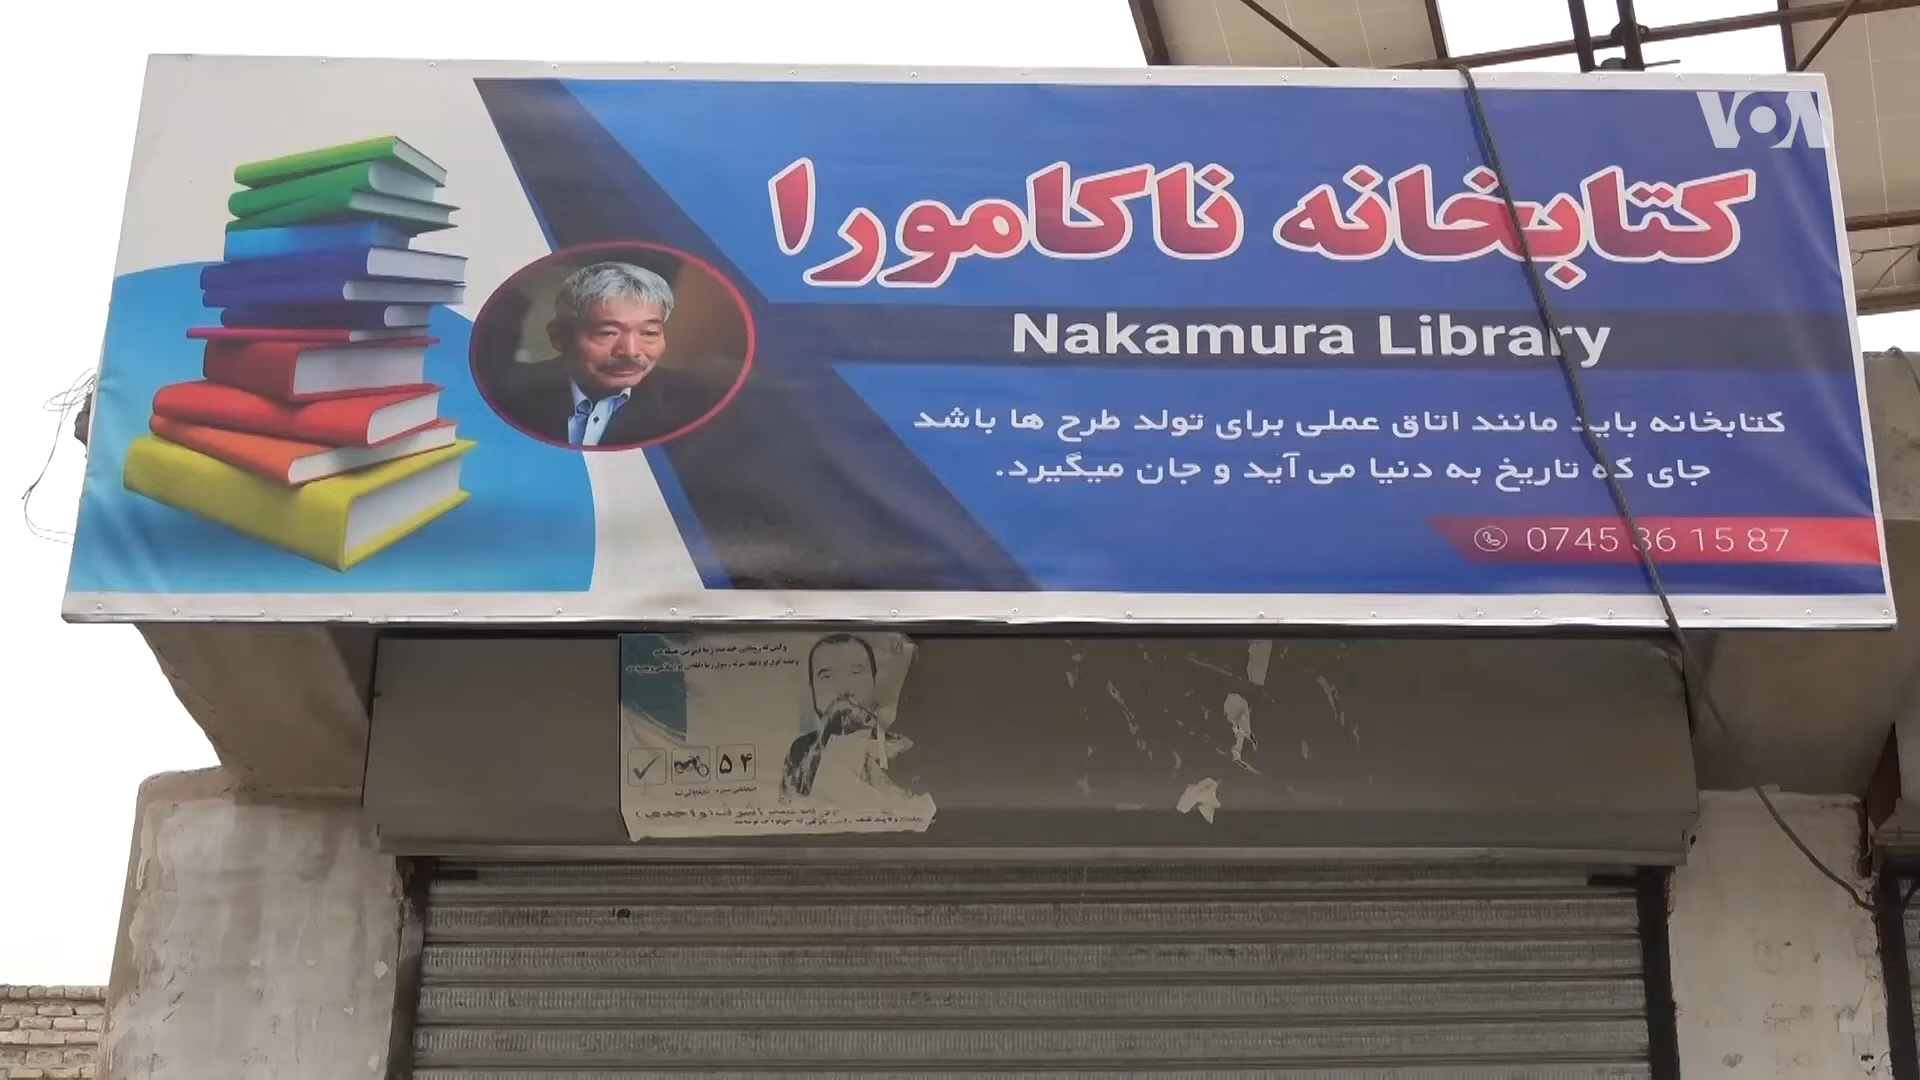 VOA
کتابخانه ناکامورا
Nakamura Library
کتابخانه باید مانند اتاق عملی برای تولد طرح ها باشد
جای که تاریخ به دنیا می آید و جان میگیرد.
0745 36 15 87
۵۴